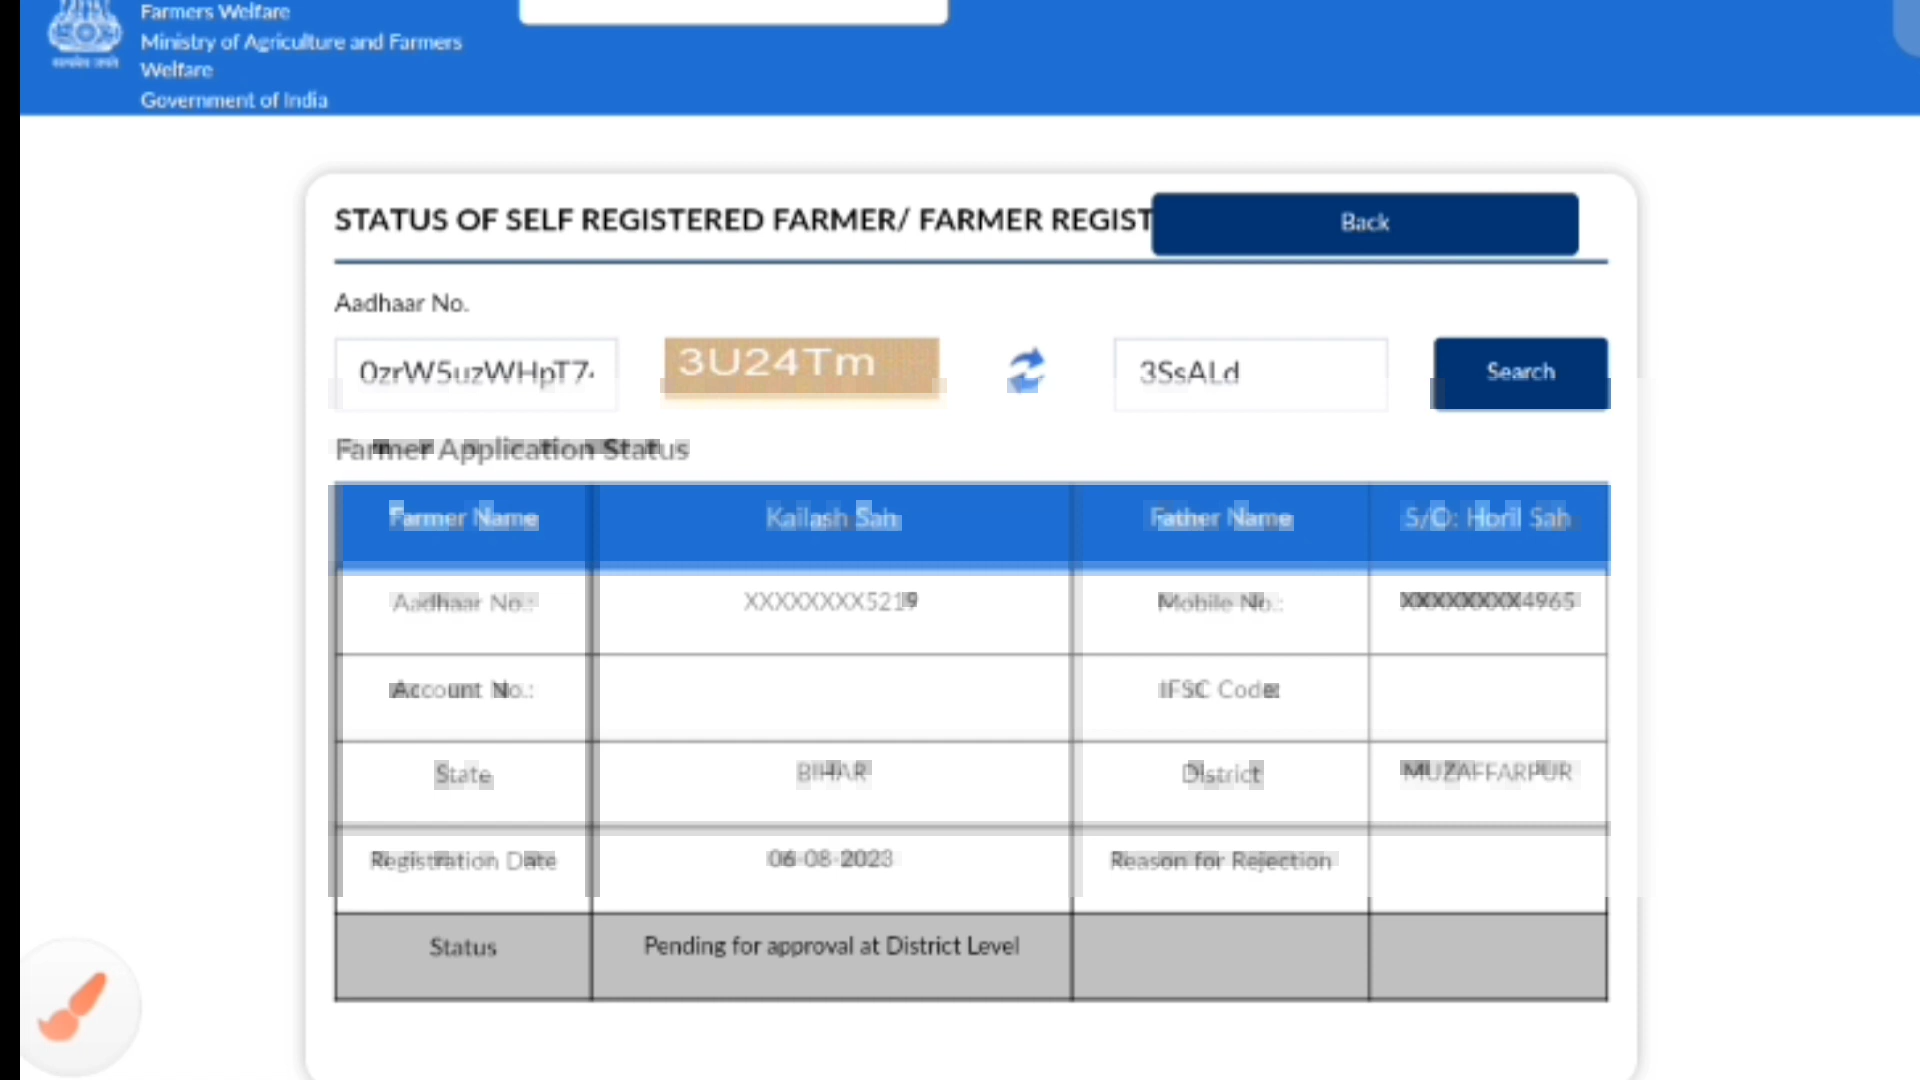 Farmers Welfare
Ministry of Agriculture and Farmers
Welfare
Government of India
STATUS OF SELF REGISTERED FARMER/ FARMER REGIST
Back
Aadhaar No.
0zrW5uzWHpT7
3U24Tm
3SsALd
Search
Farmer Application Status
Farmer Name Kailash Sah Father Name S/O: Horil Sah
Aadhaar No.: XXXXXXXX5219 Mobile No.: XXXXXXXX4965
Account No.: IFSC Code:
State BIHAR District MUZAFFARPUR
Registration Date 06-08-2023 Reason for Rejection
Status Pending for approval at District Level